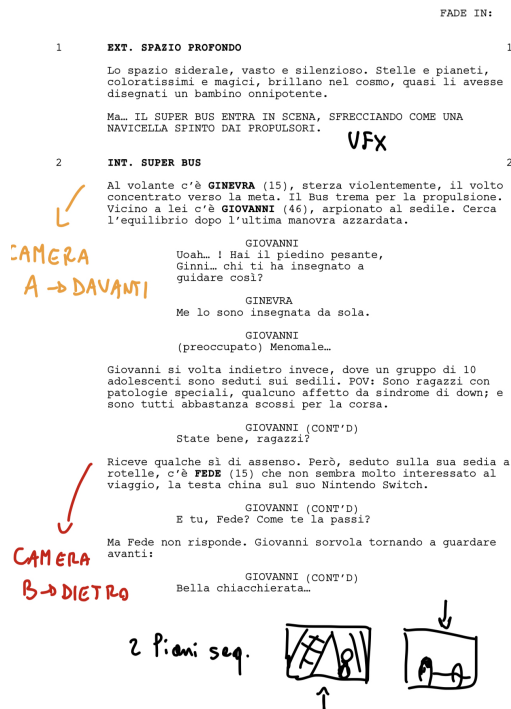 FADE IN:
1 EXT. SPAZIO PROFONDO 1
Lo spazio siderale, vasto e silenzioso. Stelle e pianeti,
coloratissimi e magici, brillano nel cosmo, quasi li avesse
disegnati un bambino onnipotente.
Ma… IL SUPER BUS ENTRA IN SCENA, SFRECCIANDO COME UNA
NAVICELLA SPINTO DAI PROPULSORI.
VFX
2 INT. SUPER BUS 2
Al volante c'è GINEVRA (15), sterza violentemente, il volto
concentrato verso la meta. Il Bus trema per la propulsione.
Vicino a lei c'è GIOVANNI (46), arpionato al sedile. Cerca
l'equilibrio dopo l'ultima manovra azzardata.
CAMERA
A → DAVANTI
GIOVANNI
Uoah… ! Hai il piedino pesante,
Ginni… chi ti ha insegnato a
guidare così?
GINEVRA
Me lo sono insegnata da sola.
GIOVANNI
(preoccupato) Menomale…
Giovanni si volta indietro invece, dove un gruppo di 10
adolescenti sono seduti sui sedili. POV: Sono ragazzi con
patologie speciali, qualcuno affetto da sindrome di down; e
sono tutti abbastanza scossi per la corsa.
GIOVANNI (CONT'D)
State bene, ragazzi?
Riceve qualche sì di assenso. Però, seduto sulla sua sedia a
rotelle, c'è FEDE (15) che non sembra molto interessato al
viaggio, la testa china sul suo Nintendo Switch.
GIOVANNI (CONT'D)
E tu, Fede? Come te la passi?
Ma Fede non risponde. Giovanni sorvola tornando a guardare
avanti:
CAMERA
B → DIETRO
GIOVANNI (CONT'D)
Bella chiacchierata…
2 Piani seq.